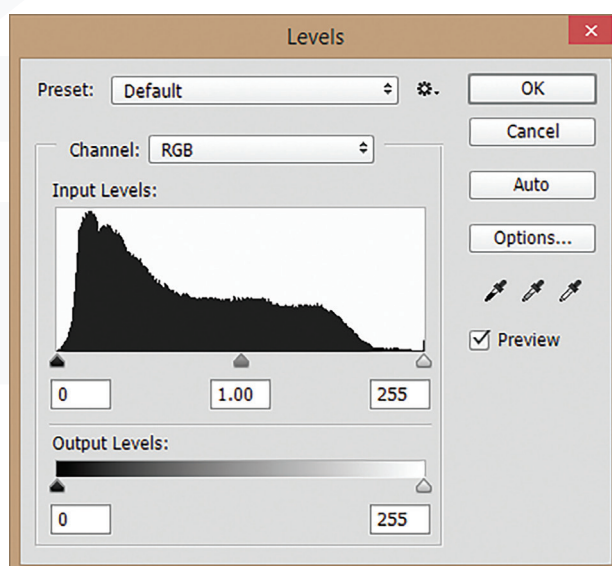 Levels
Preset: Default
OK
Channel: RGB
Cancel
Input Levels:
Auto
Options...
Preview
0 1.00 255
Output Levels:
0 255